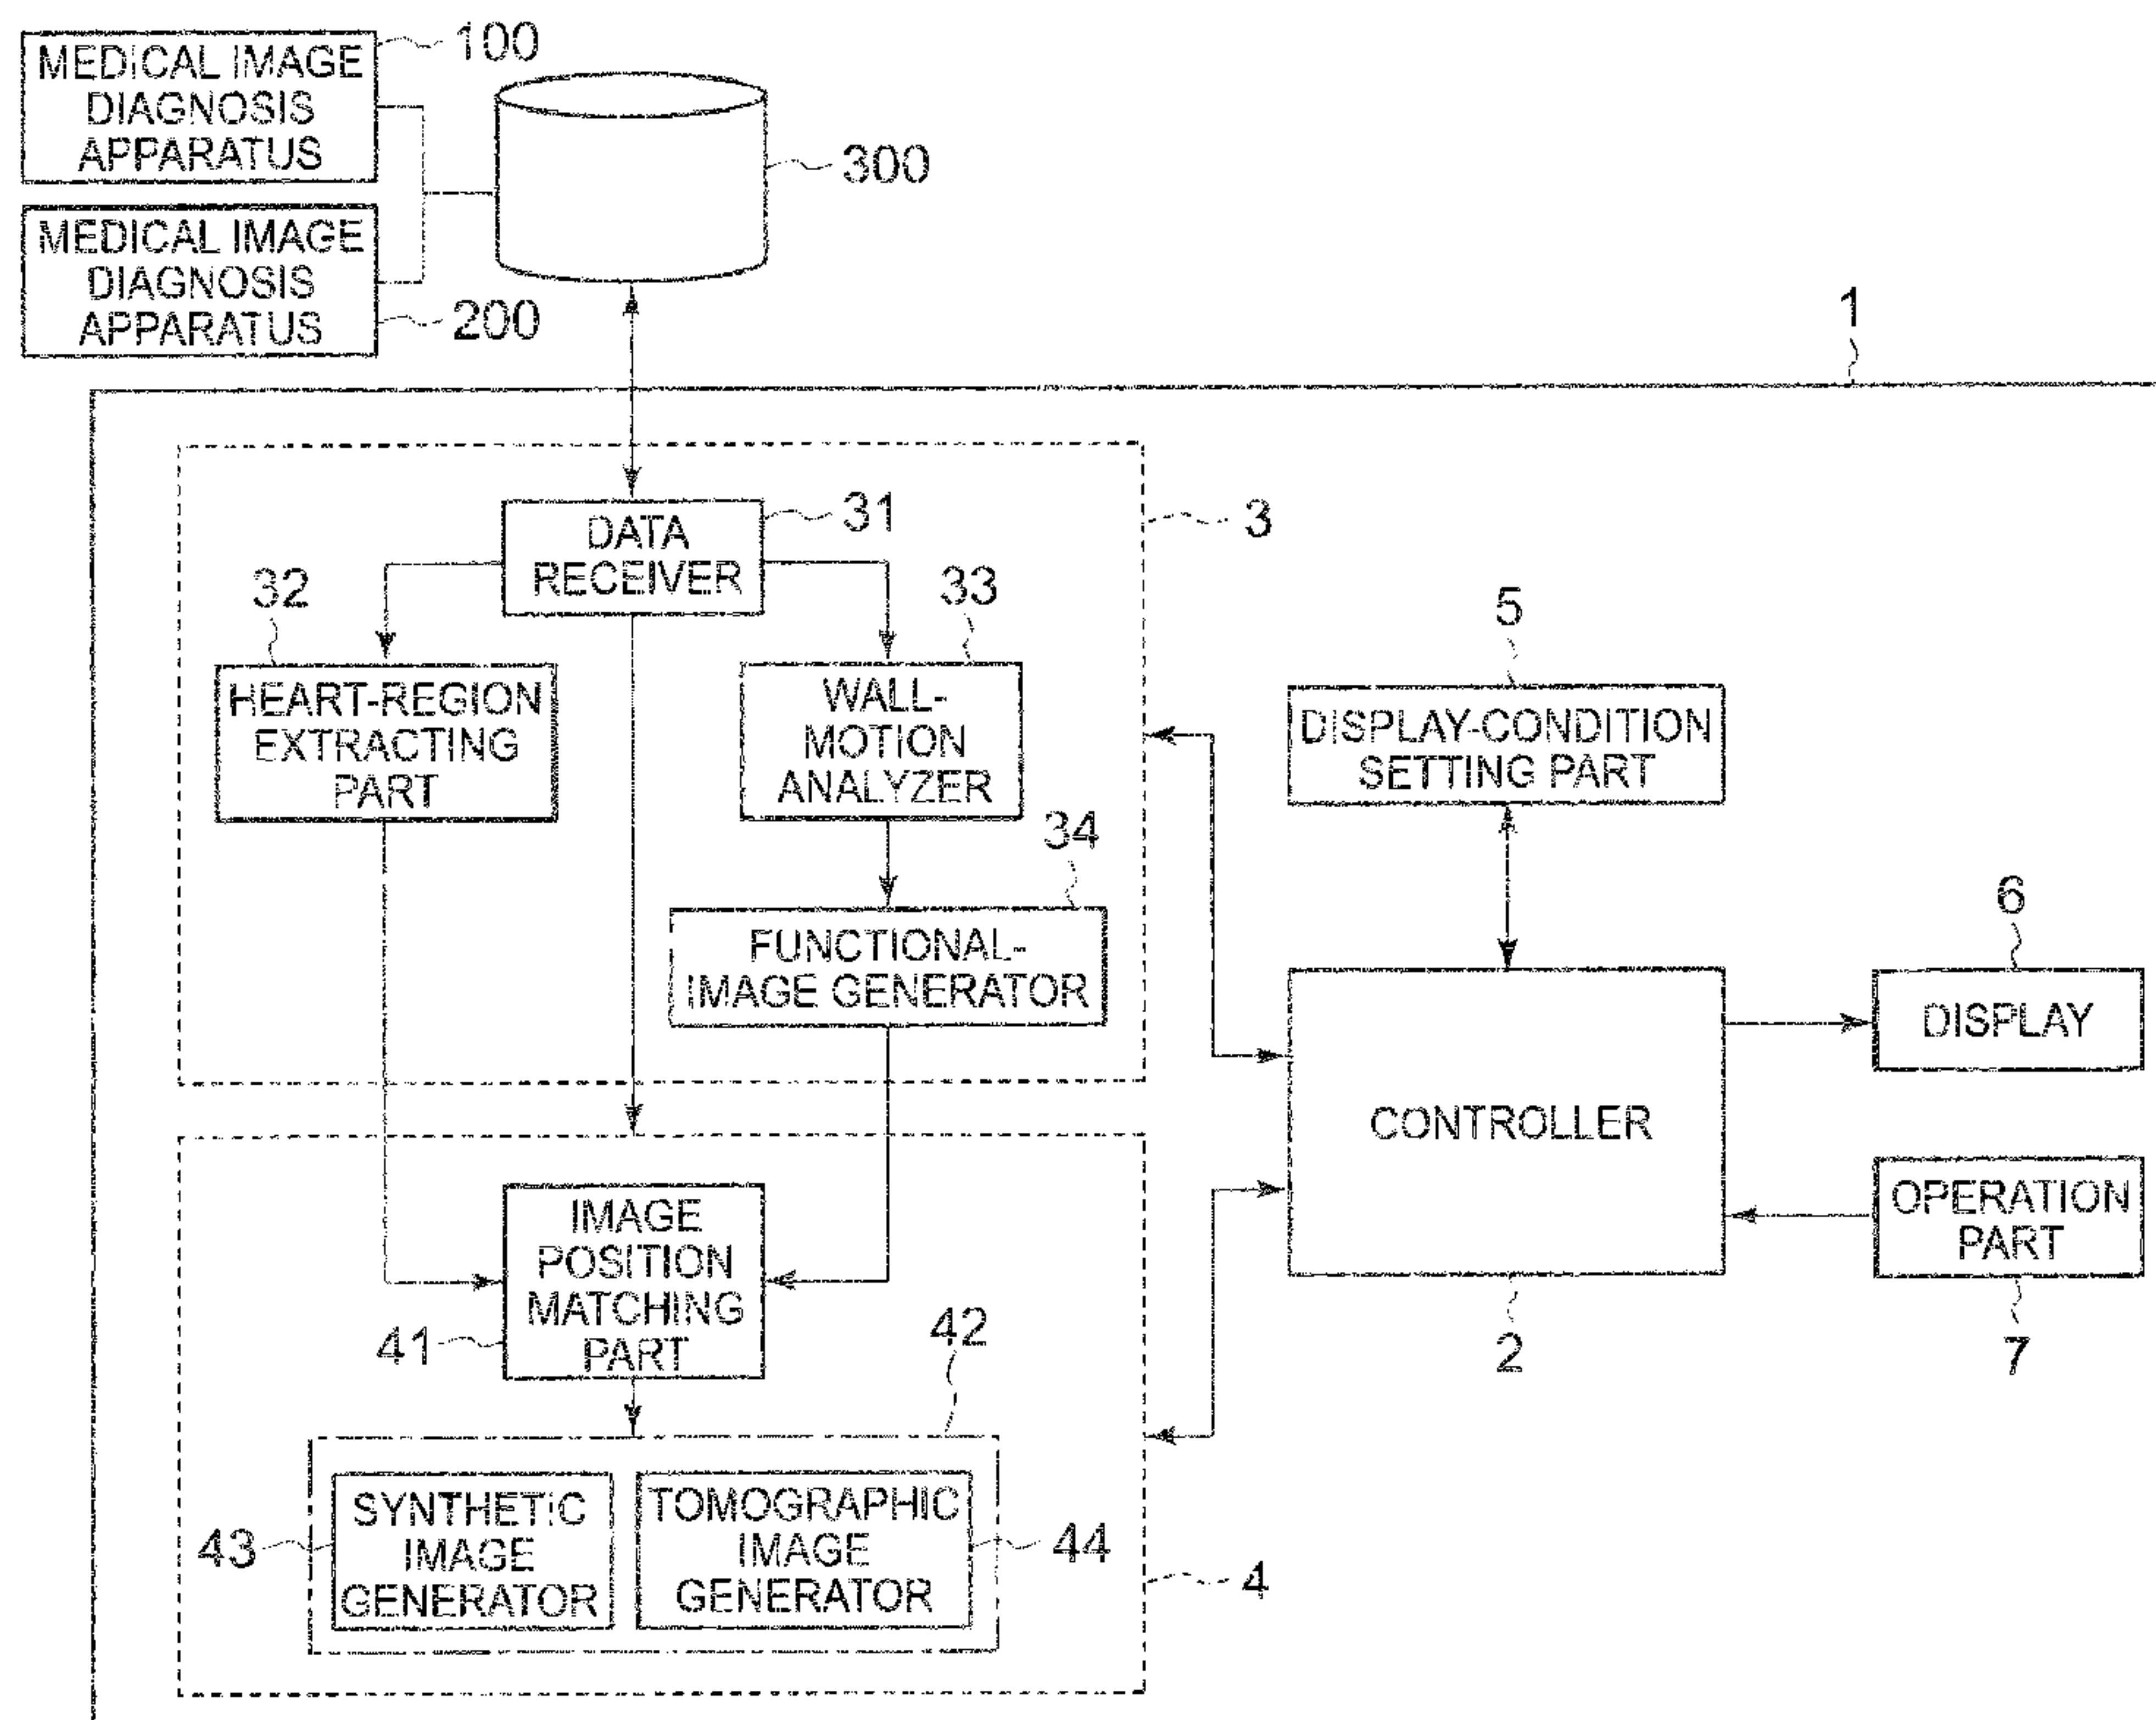 100
MEDICAL IMAGE
DIAGNOSIS
APPARATUS
300
MEDICAL IMAGE
DIAGNOSIS
APPARATUS
200
1
31
3
DATA
RECEIVER
32
33
5
HEART-REGION
EXTRACTING
PART
WALL-
MOTION
ANALYZER
DISPLAY-CONDITION
SETTING PART
34
6
FUNCTIONAL-
IMAGE GENERATOR
DISPLAY
CONTROLLER
IMAGE
POSITION
MATCHING
PART
OPERATION
PART
41
42
2
7
SYNTHETIC
IMAGE
GENERATOR
TOMOGRAPHIC
IMAGE
GENERATOR
43
44
4